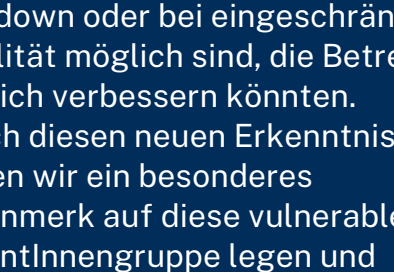 down oder bei eingeschrän
lität möglich sind, die Betre
ich verbessern könnten.
ch diesen neuen Erkenntnis
en wir ein besonderes
nmerk auf diese vulnerable
ntInnengruppe legen und